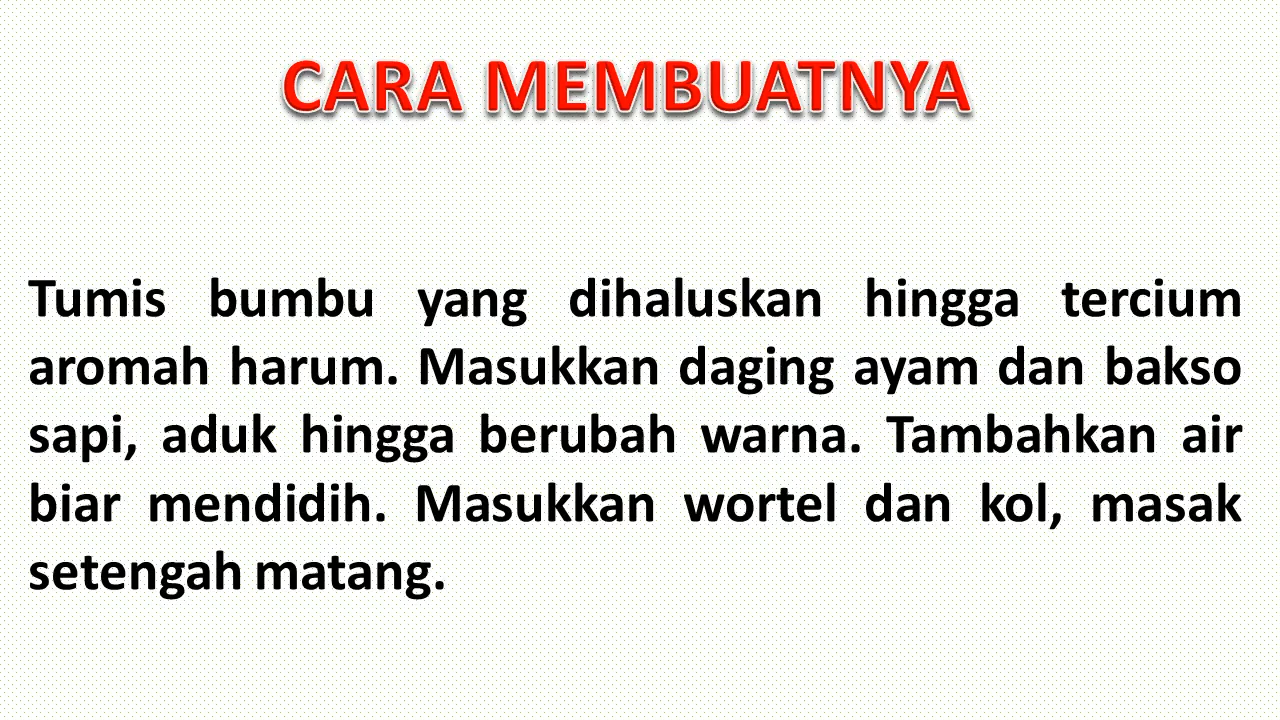 CARA MEMBUATNYA
Tumis bumbu yang dihaluskan hingga tercium
aromah harum. Masukkan daging ayam dan bakso
sapi, aduk hingga berubah warna. Tambahkan air
biar mendidih. Masukkan wortel dan kol, masak
setengah matang.